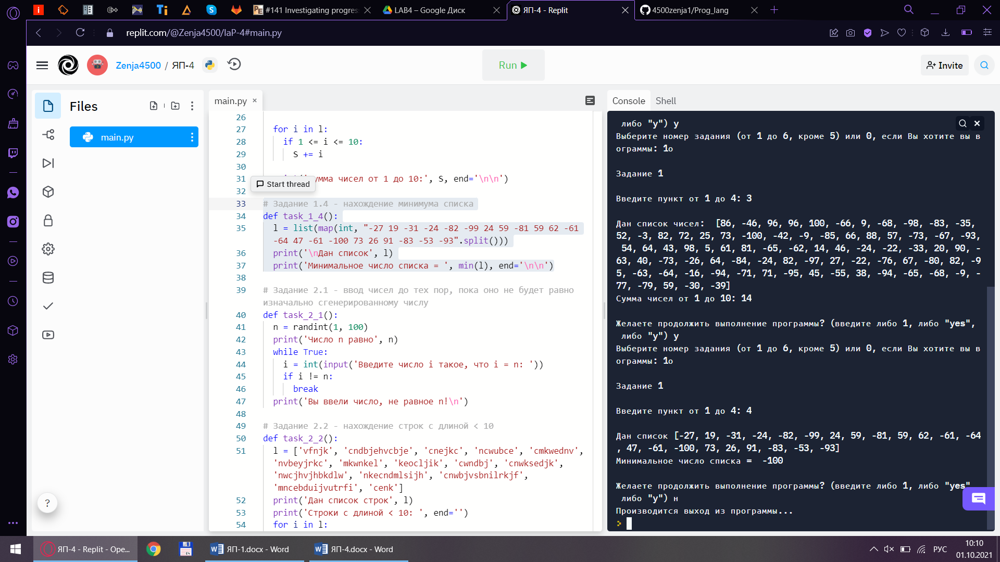 #141 Investigating progres
LAB4 – Google Диск
ЯП-4 - Replit
4500zenja1/Prog_lang
replit.com/@Zenja4500/IaP-4#main.py
Zenja4500 / ЯП-4
Run
Invite
Files
main.py
main.py ×
26
27 for i in l:
28 if 1 <= i <= 10:
29 S += i
30
31 умма чисел от 1 до 10:', S, end='\n\n')
Start thread
32
33 # Задание 1.4 - нахождение минимума списка
34 def task_1_4():
35 l = list(map(int, "-27 19 -31 -24 -82 -99 24 59 -81 59 62 -61
-64 47 -61 -100 73 26 91 -83 -53 -93".split()))
36 print('\nДан список', l)
37 print('Минимальное число списка = ', min(l), end='\n\n')
38
39 # Задание 2.1 - ввод чисел до тех пор, пока оно не будет равно
изначально сгенерированному числу
40 def task_2_1():
41 n = randint(1, 100)
42 print('Число n равно', n)
43 while True:
44 i = int(input('Введите число i такое, что i = n: '))
45 if i != n:
46 break
47 print('Вы ввели число, не равное n!\n')
48
49 # Задание 2.2 - нахождение строк с длиной < 10
50 def task_2_2():
51 l = ['vfnjk', 'cndbjehvcbje', 'cnejkc', 'ncwubce', 'cmkwednv',
'nvbeyjrkc', 'mkwnkel', 'keocljik', 'cwndbj', 'cnwksedjk',
'nwcjhvjhbkdlw', 'nkecndmlsijh', 'cnwbjvsbnilrkjf',
'mncebduijvutrfi', 'cenk']
52 print('Дан список строк', l)
53 print('Строки с длиной < 10: ', end='')
54 for i in l:
Console Shell
либо "y") y
Выберите номер задания (от 1 до 6, кроме 5) или 0, если Вы хотите вы в
ограммы: 1о
Задание 1
Введите пункт от 1 до 4: 3
Дан список чисел:  [86, -46, 96, 96, 100, -66, 9, -68, -98, -83, -35,
52, -3, 82, 72, 25, 73, -100, -42, -9, -85, 66, 88, 57, -73, -67, -93,
54, 64, 43, 98, 5, 61, 81, -65, -62, 14, 46, -24, -22, -33, 20, 90, -
63, 40, -73, -26, 64, -84, -24, 82, -97, 27, -22, -76, 67, -80, 82, -9
5, -63, -64, -16, -94, -71, 71, -95, 45, -55, 38, -94, -65, -68, -9, -
77, -79, 59, -30, -39]
Сумма чисел от 1 до 10: 14
Желаете продолжить выполнение программы? (введите либо 1, либо "yes",
либо "y") y
Выберите номер задания (от 1 до 6, кроме 5) или 0, если Вы хотите вы в
ограммы: 1о
Задание 1
Введите пункт от 1 до 4: 4
Дан список [-27, 19, -31, -24, -82, -99, 24, 59, -81, 59, 62, -61, -64
, 47, -61, -100, 73, 26, 91, -83, -53, -93]
Минимальное число списка =  -100
Желаете продолжить выполнение программы? (введите либо 1, либо "yes"
либо "y") н
Производится выход из программы...
?
ЯП-4 - Replit - Ope...
ЯП-1.docx - Word
ЯП-4.docx - Word
РУС
10:10
01.10.2021